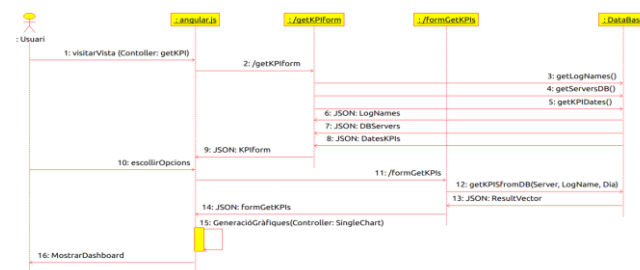 : angular.js
: /getKPIform
: /formGetKPIs
: DataBas
: Usuari
1: visitarVista (Contoller: getKPI)
2: /getKPIform
3: getLogNames()
4: getServersDB()
5: getKPIDates()
6: JSON: LogNames
7: JSON: DBServers
8: JSON: DatesKPIs
9: JSON: KPIform
10: escollirOpcions
11: /formGetKPIs
12: getKPISfromDB(Server, LogName, Dia)
13: JSON: ResultVector
14: JSON: formGetKPIs
15: GeneracióGràfiques(Controller: SingleChart)
16: MostrarDashboard